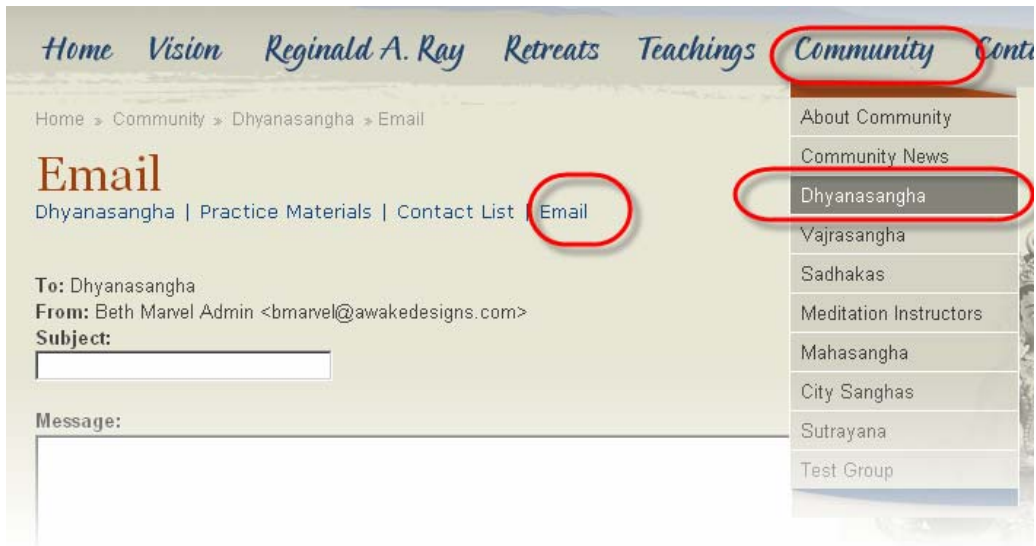 Home Vision Reginald A. Ray Retreats Teachings Community
Home » Community » Dhyanasangha » Email
Email
Dhyanasangha | Practice Materials | Contact List | Email
To: Dhyanasangha
From: Beth Marvel Admin <bmarvel@awakedesigns.com>
Subject:
Message:
About Community
Community News
Dhyanasangha
Vajrasangha
Sadhakas
Meditation Instructors
Mahasangha
City Sanghas
Sutrayana
Test Group